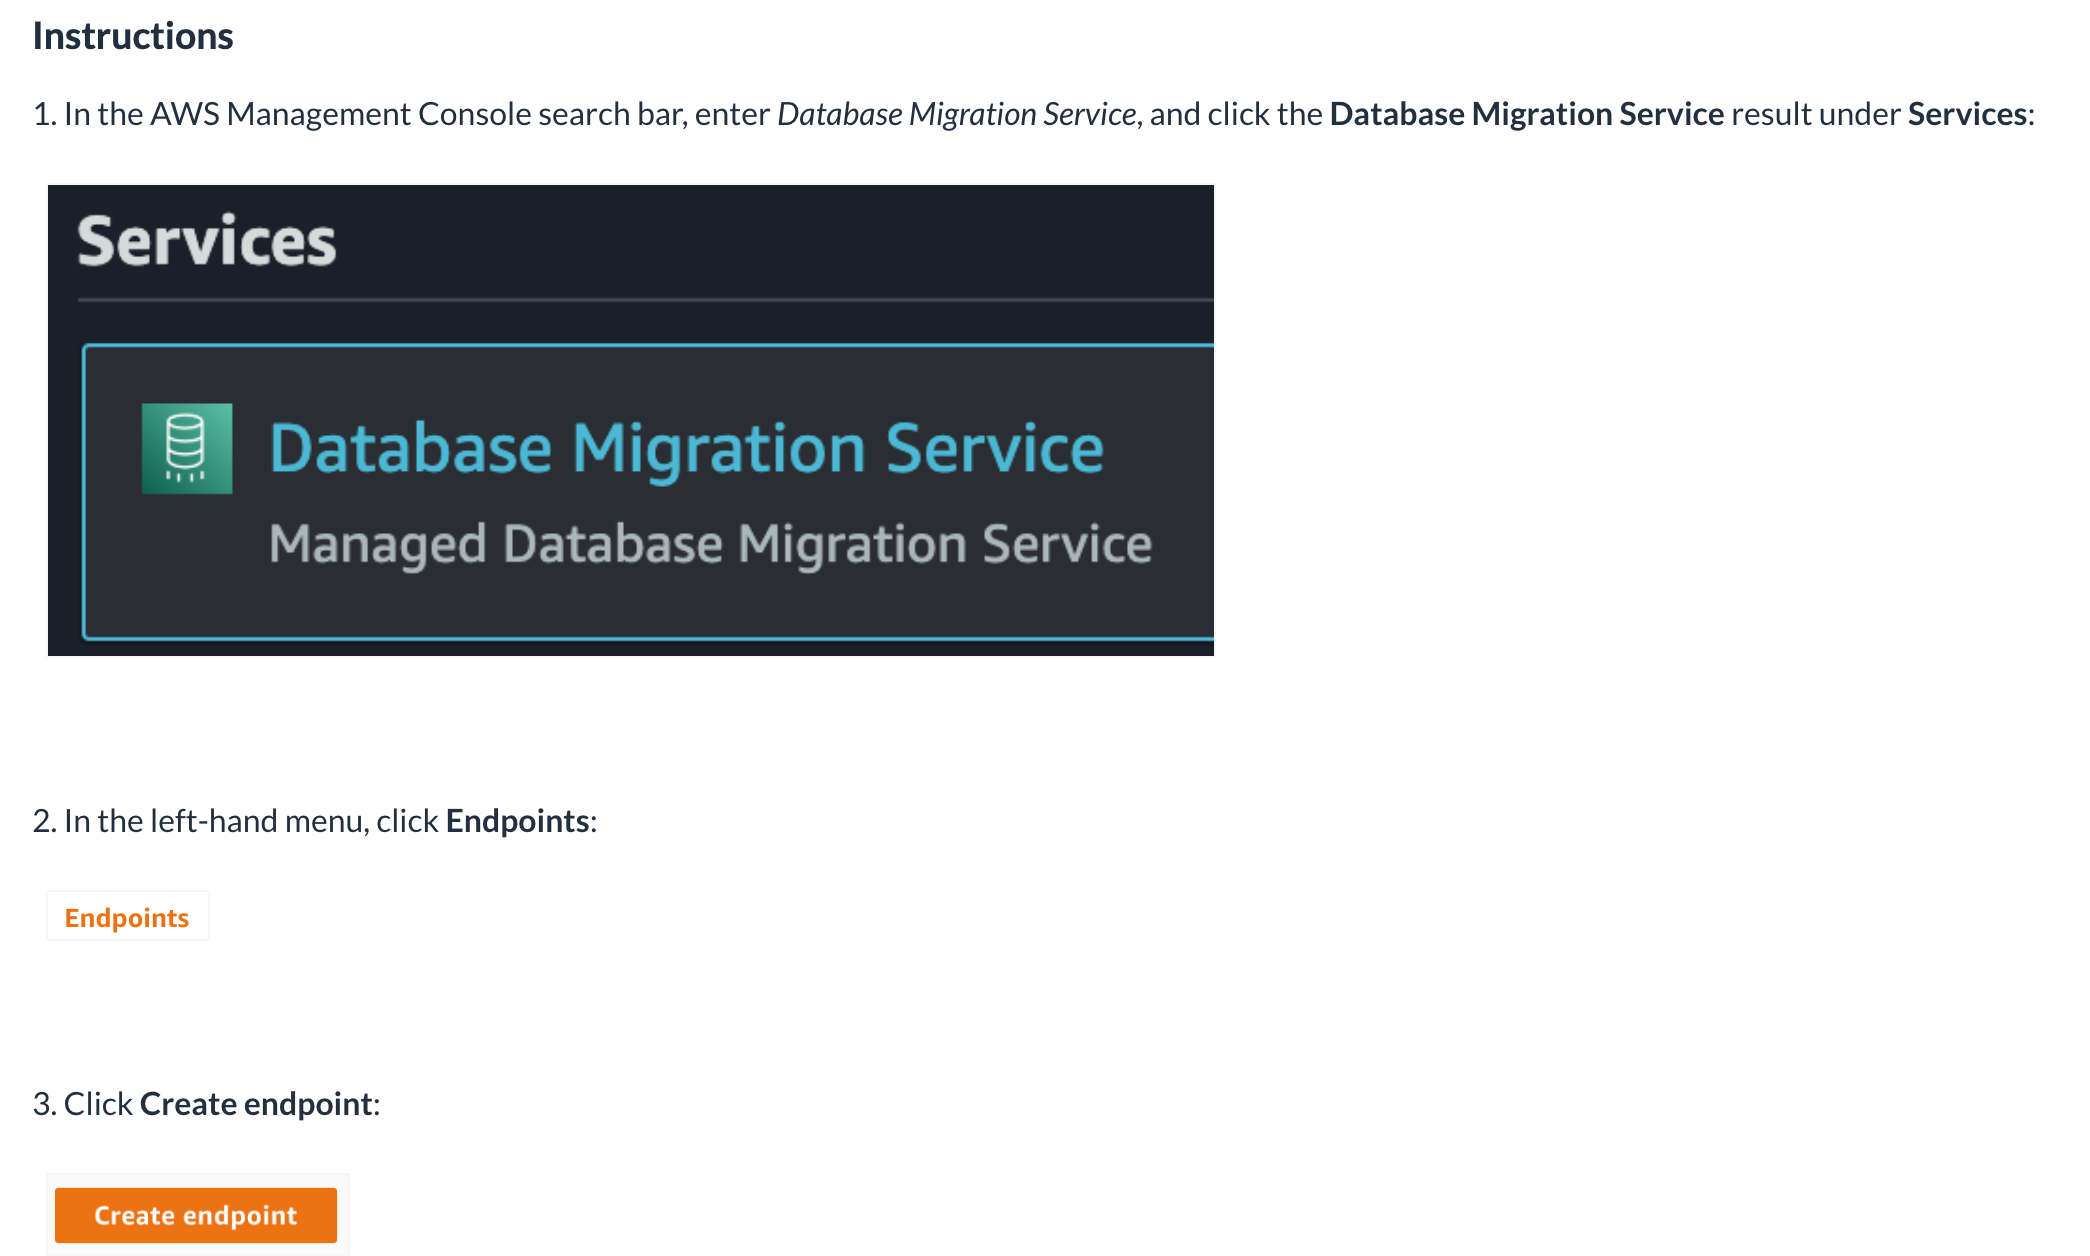 Instructions
1. In the AWS Management Console search bar, enter Database Migration Service, and click the Database Migration Service result under Services:
Services
Database Migration Service
Managed Database Migration Service
2. In the left-hand menu, click Endpoints:
Endpoints
3. Click Create endpoint:
Create endpoint